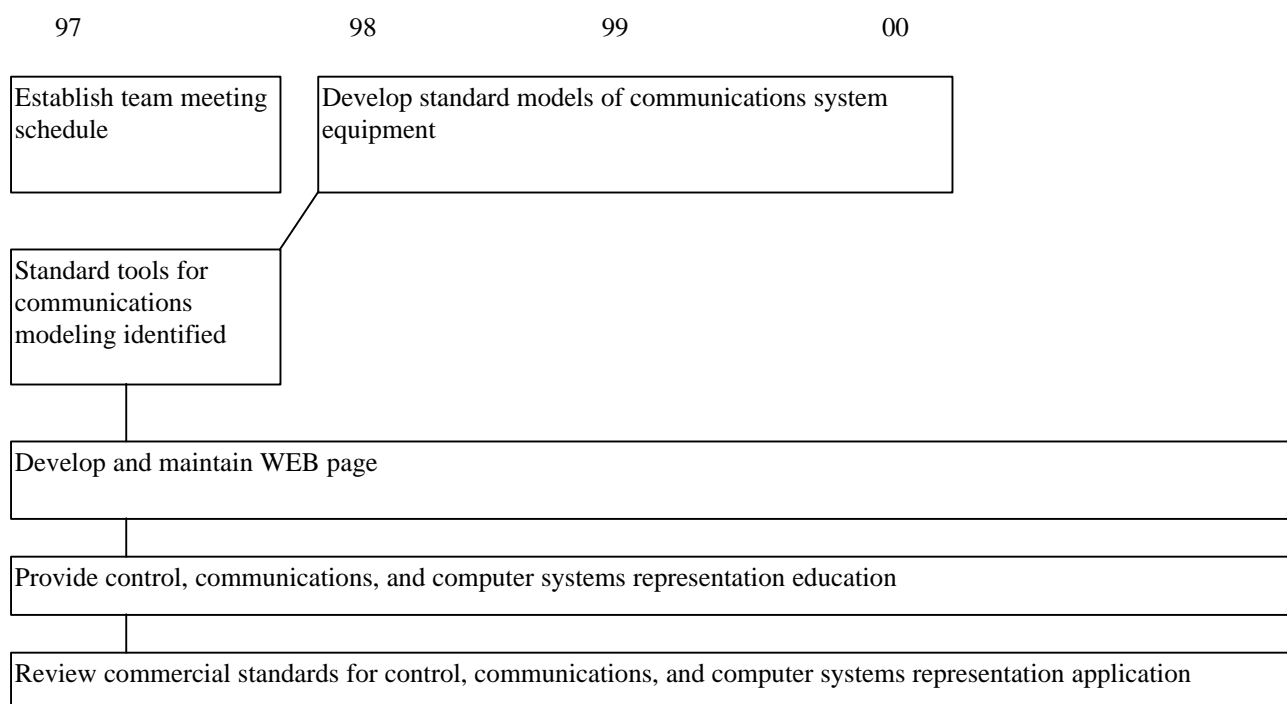 97 98 99 00
Establish team meeting
schedule
Develop standard models of communications system
equipment
Standard tools for
communications
modeling identified
Develop and maintain WEB page
Provide control, communications, and computer systems representation education
Review commercial standards for control, communications, and computer systems representation application